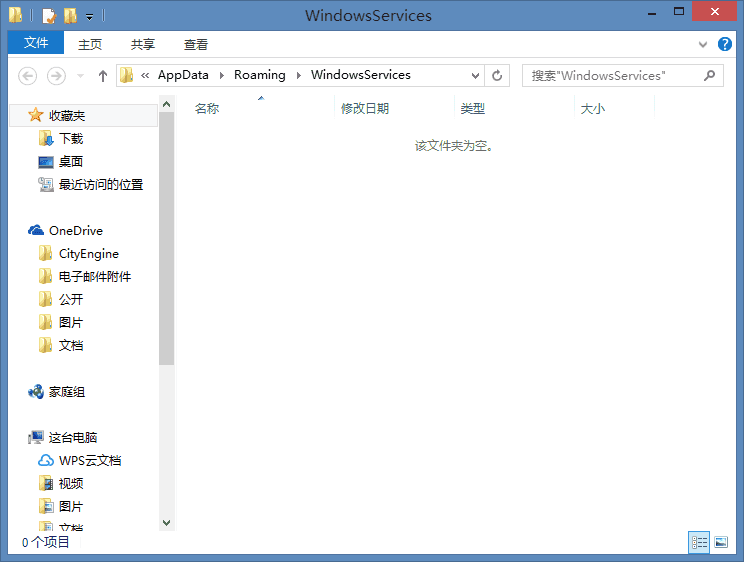 WindowsServices
文件 主页 共享 查看
« AppData Roaming WindowsServices 搜索"WindowsServices"
名称 修改日期 类型 大小
该文件夹为空。
收藏夹
下载
桌面
最近访问的位置
OneDrive
CityEngine
电子邮件附件
公开
图片
文档
家庭组
这台电脑
WPS云文档
视频
图片
文档
0 个项目